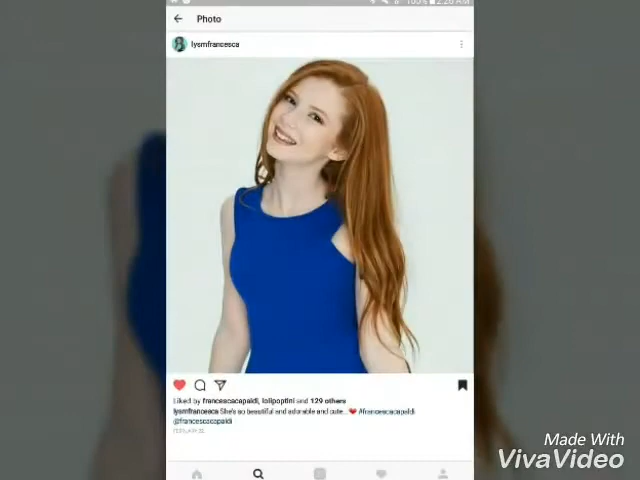 Photo
lysmfrancesca
Liked by francescacapaldi, lolipoptini and 129 others
lysmfrancesca She's so beautiful and adorable and cute...❤ #francescacapaldi
@francescacapaldi
Made With
VivaVideo